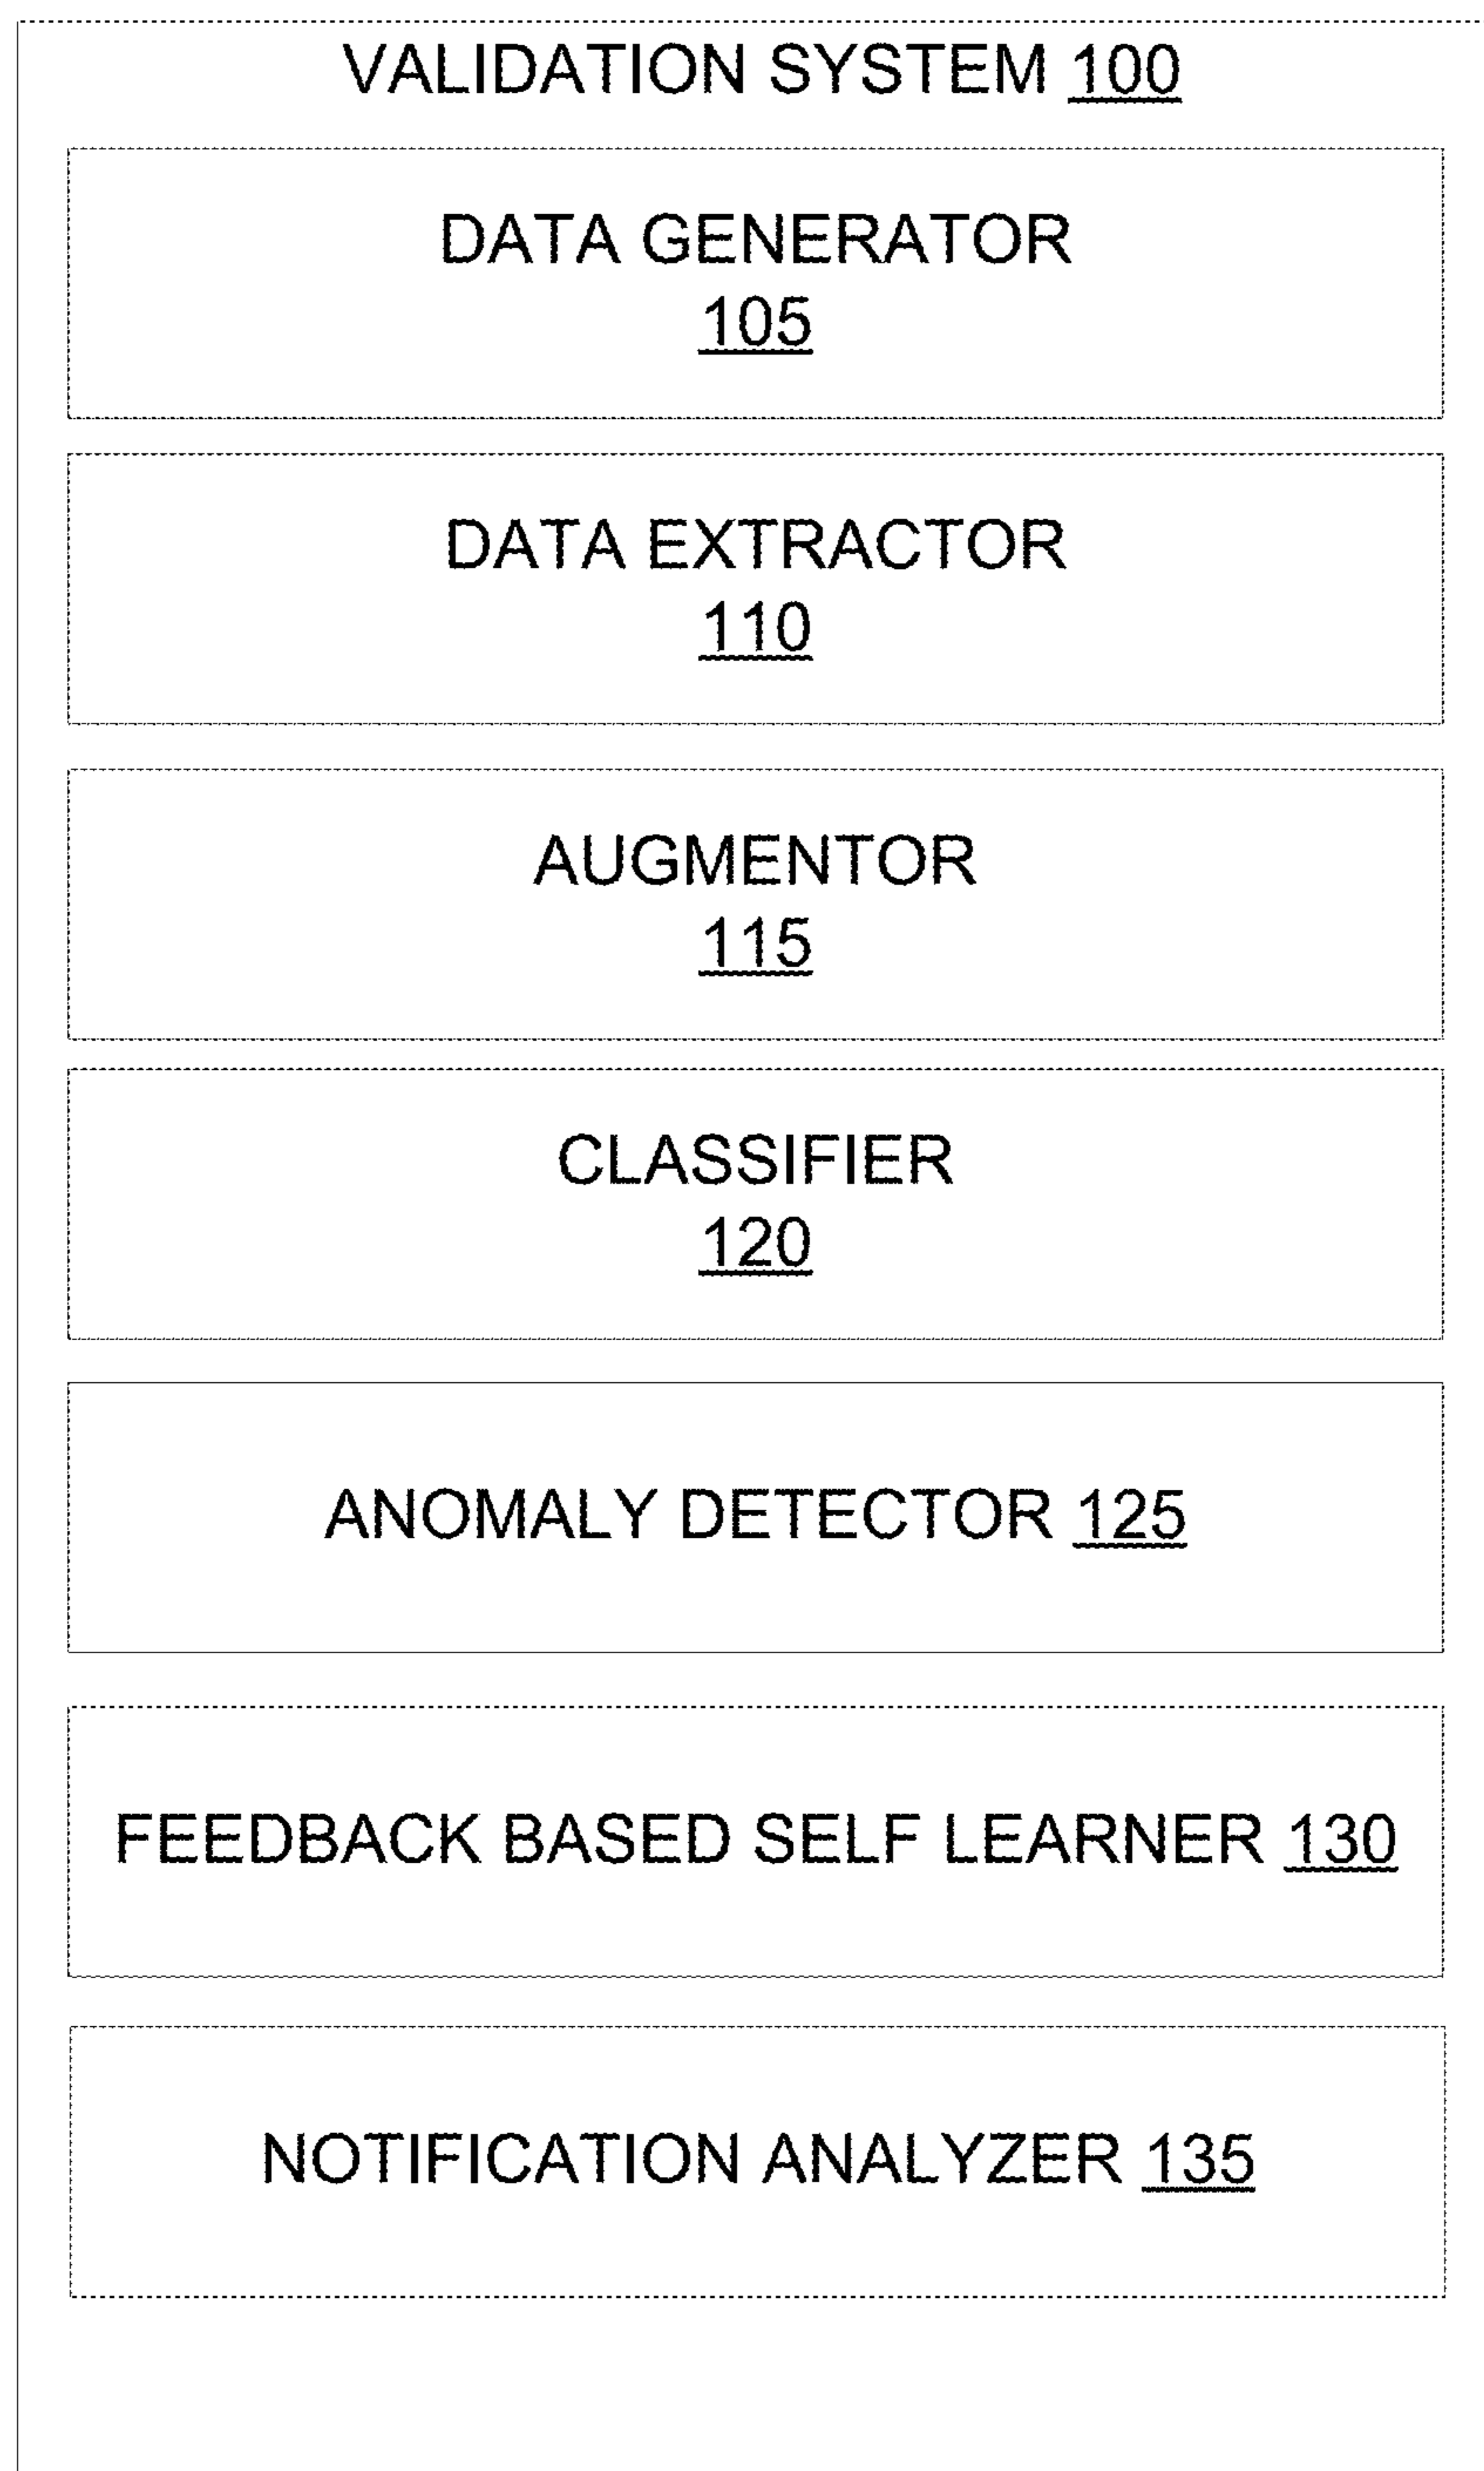 VALIDATION SYSTEM 100
DATA GENERATOR
105
DATA EXTRACTOR
110
AUGMENTOR
115
CLASSIFIER
120
ANOMALY DETECTOR 125
FEEDBACK BASED SELF LEARNER 130
NOTIFICATION ANALYZER 135